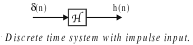 δ(n) ℋ h(n)
Discrete time system with impulse input.